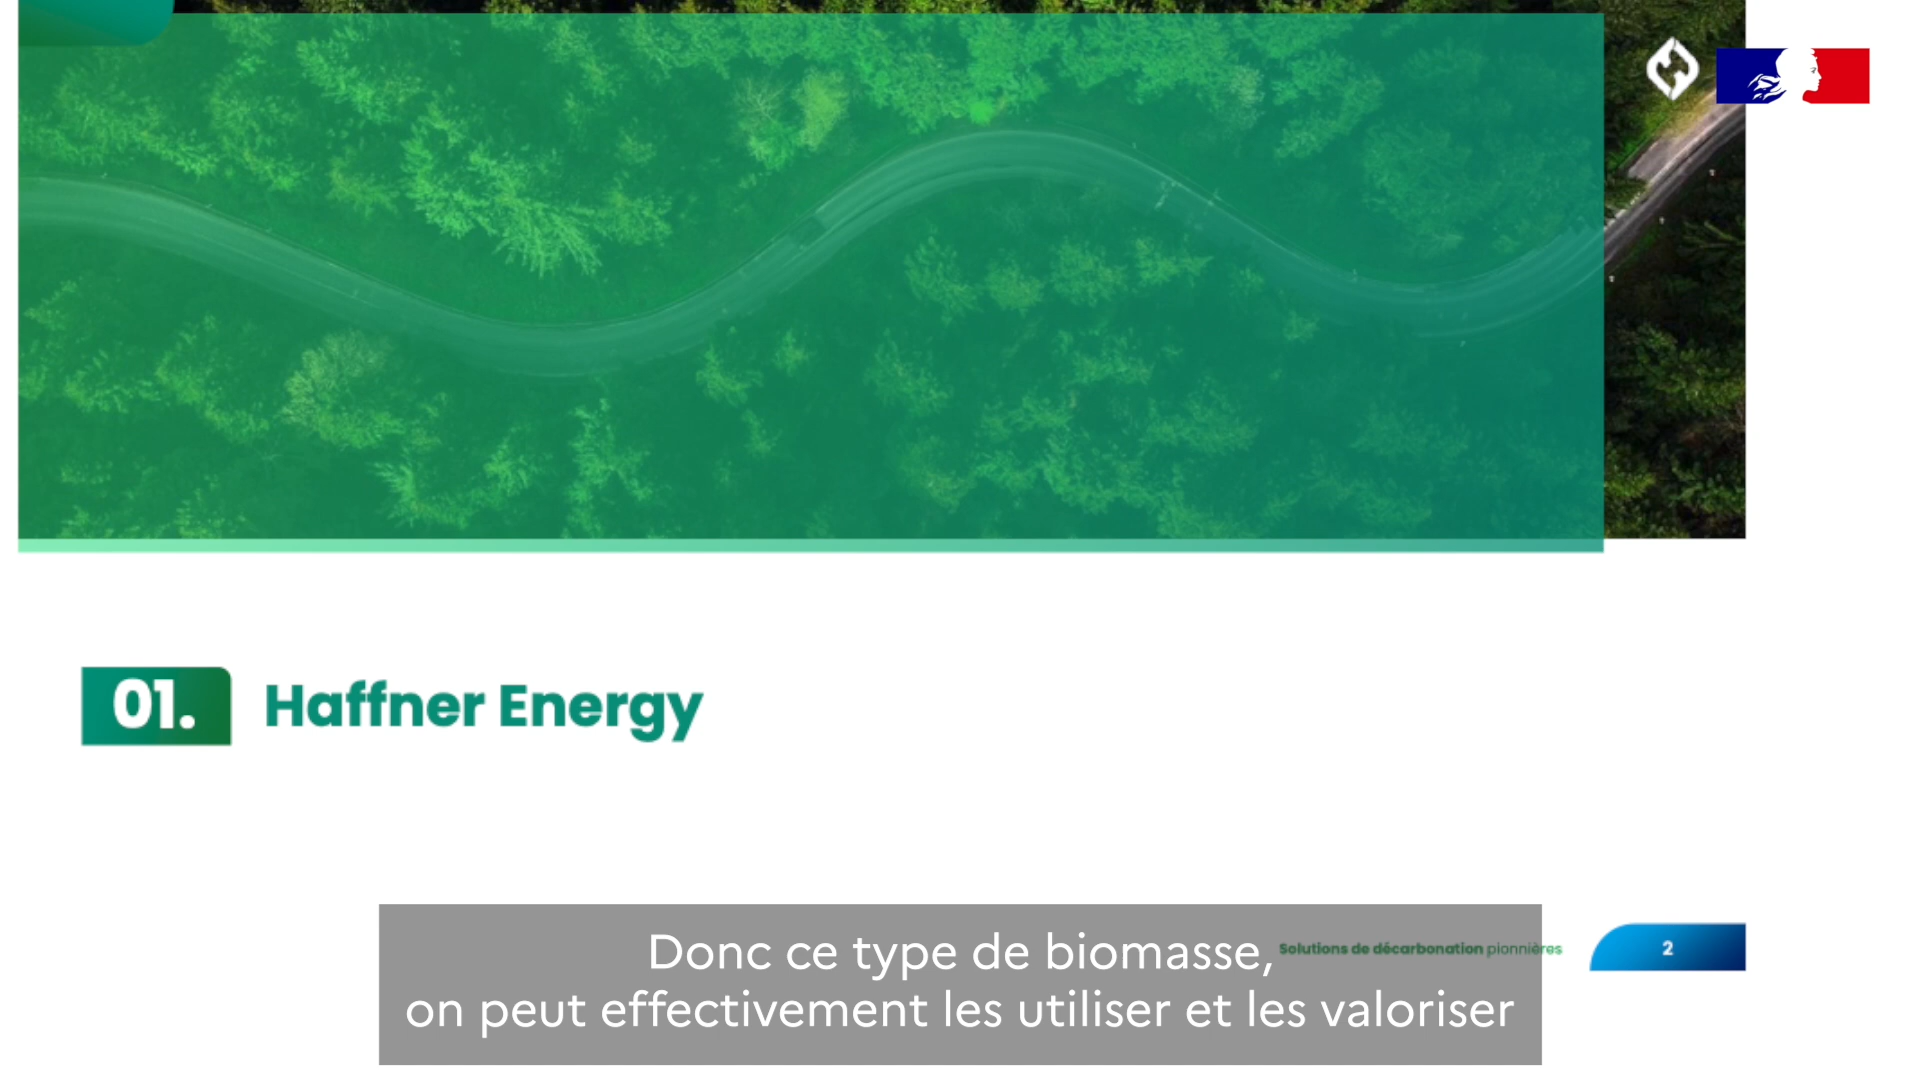 01. Haffner Energy
Solutions de décarbonation pionnières
2
Donc ce type de biomasse,
on peut effectivement les utiliser et les valoriser